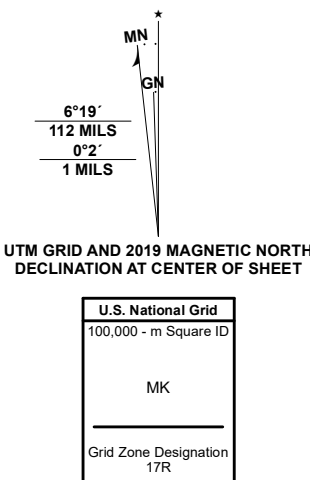 ★
MN
GN
6°19´
112 MILS
0°2´
1 MILS
UTM GRID AND 2019 MAGNETIC NORTH
DECLINATION AT CENTER OF SHEET
U.S. National Grid
100,000 - m Square ID
MK
Grid Zone Designation
17R